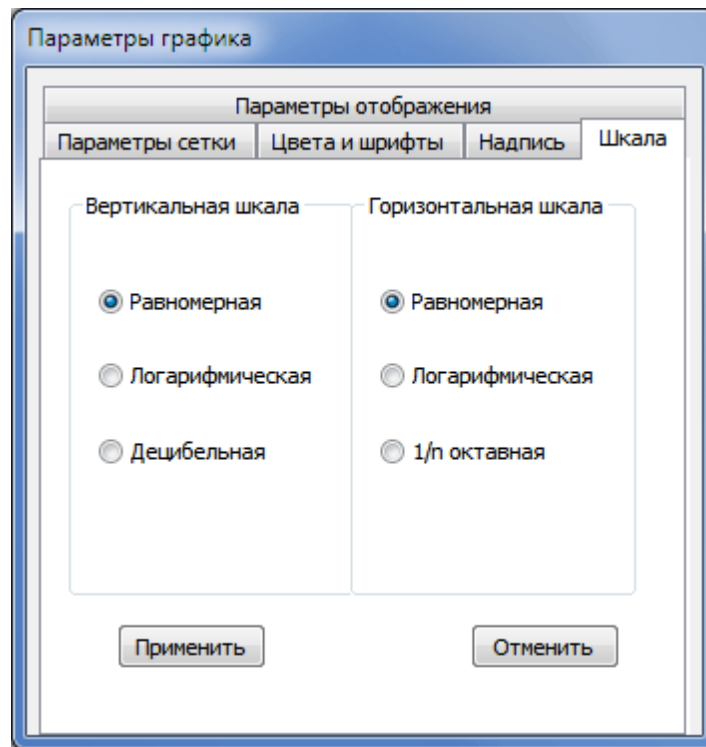 Параметры графика
Параметры отображения
Параметры сетки Цвета и шрифты Надпись Шкала
Вертикальная шкала Горизонтальная шкала
Равномерная Равномерная
Логарифмическая Логарифмическая
Децибельная 1/n октавная
Применить Отменить